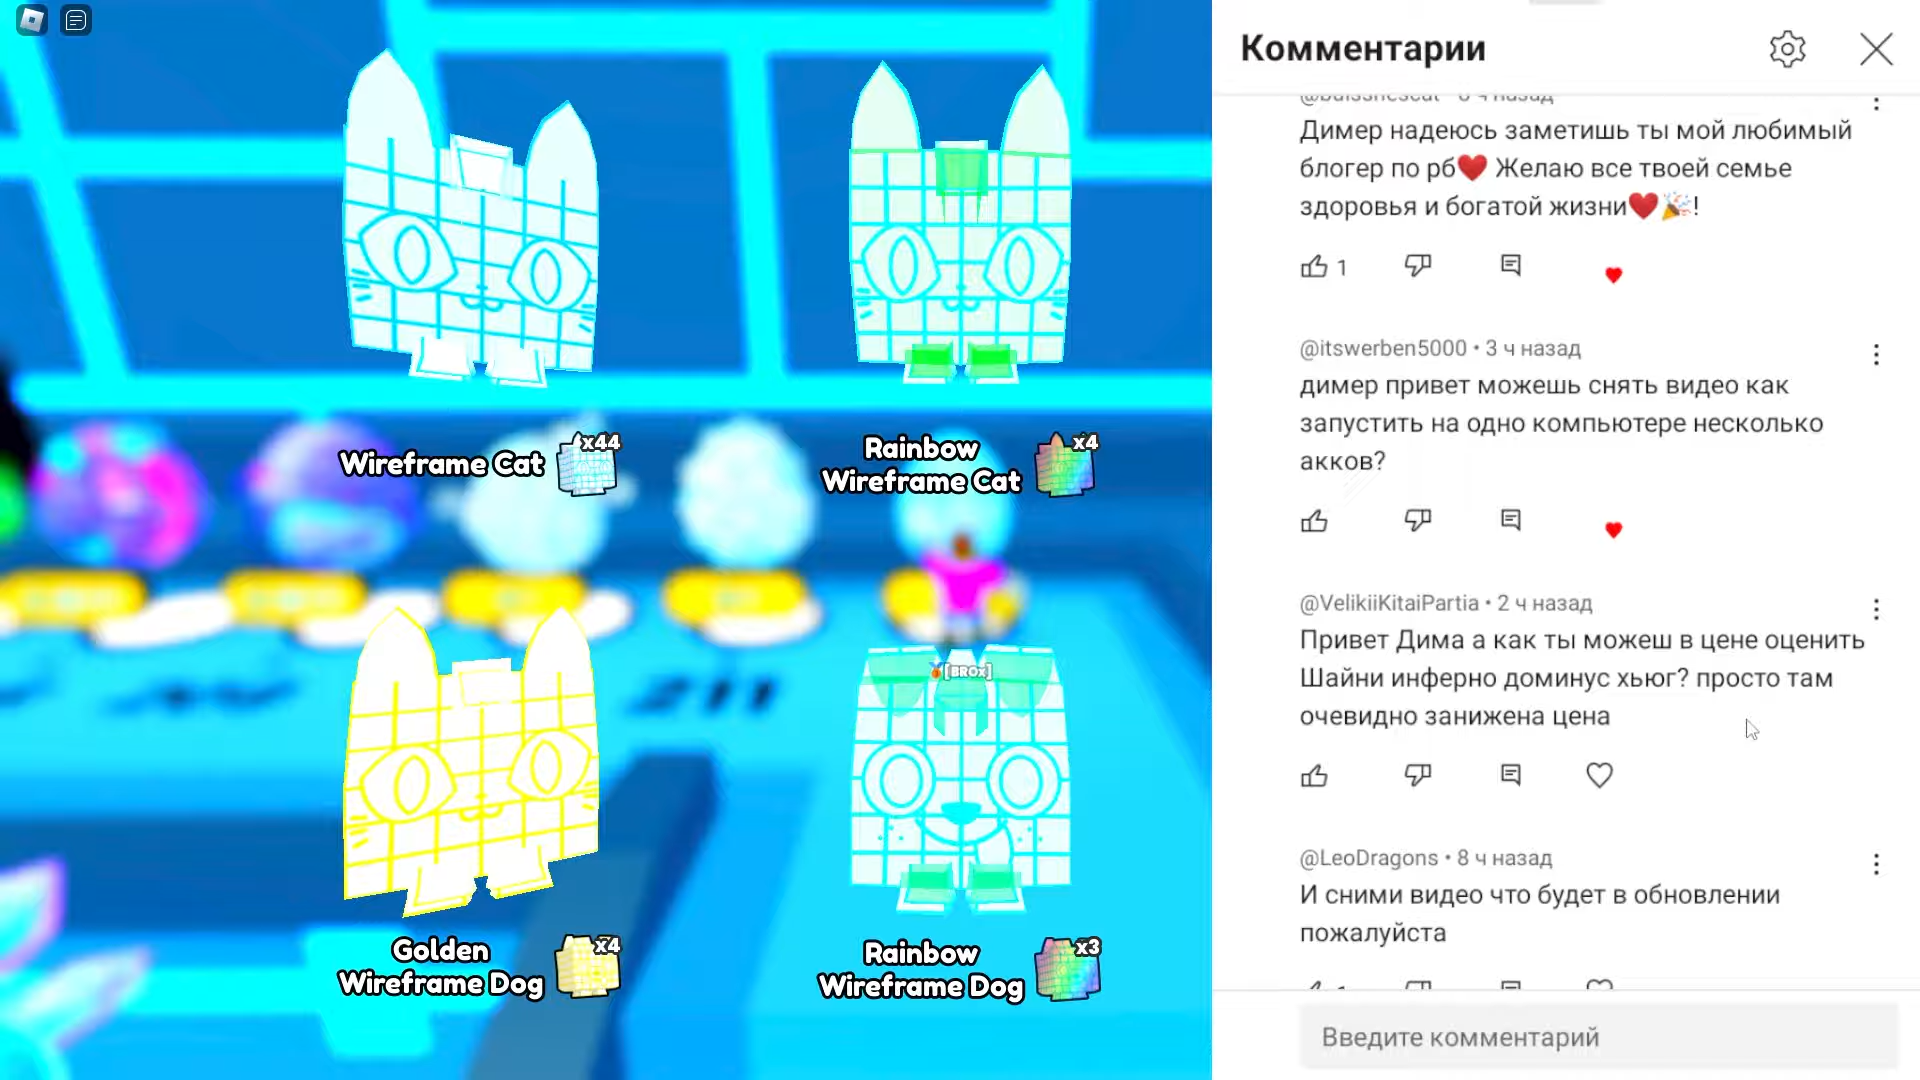 x44
Wireframe Cat
Rainbow
Wireframe Cat
x4
[BROx]
Golden
Wireframe Dog
x4
Rainbow
Wireframe Dog
x3
Комментарии
Димер надеюсь заметишь ты мой любимый
блогер по рб❤️ Желаю все твоей семье
здоровья и богатой жизни❤️🎉!
1
@itswerben5000 • 3 ч назад
димер привет можешь снять видео как
запустить на одно компьютере несколько
акков?
@VelikiiKitaiPartia • 2 ч назад
Привет Дима а как ты можеш в цене оценить
Шайни инферно доминус хьюг? просто там
очевидно занижена цена
@LeoDragons • 8 ч назад
И сними видео что будет в обновлении
пожалуйста
Введите комментарий